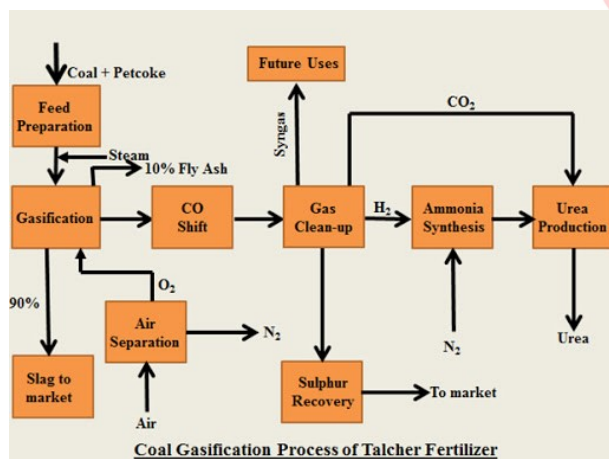 Coal + Petcoke
Feed
Preparation
Steam
10% Fly Ash
Gasification
CO
Shift
Future Uses
Syngas
Gas
Clean-up
CO₂
H₂
Ammonia
Synthesis
Urea
Production
90%
O₂
Air
Separation
N₂
N₂
Urea
Slag to
market
Air
Sulphur
Recovery
To market
Coal Gasification Process of Talcher Fertilizer